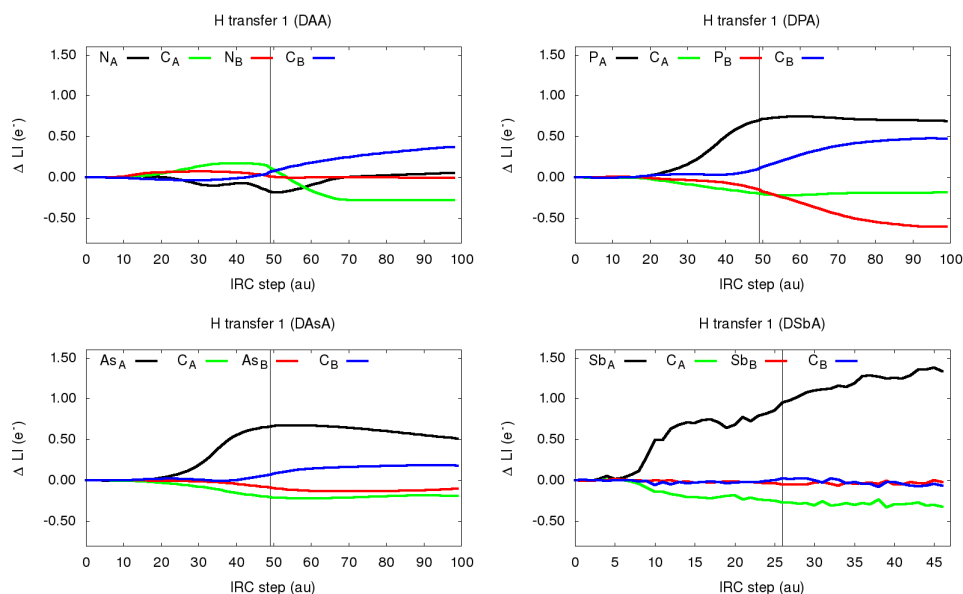 H transfer 1 (DAA)
N_A C_A N_B C_B
1.50
1.00
0.50
0.00
-0.50
Δ LI (e⁻)
0 10 20 30 40 50 60 70 80 90 100
IRC step (au)
H transfer 1 (DPA)
P_A C_A P_B C_B
1.50
1.00
0.50
0.00
-0.50
Δ LI (e⁻)
0 10 20 30 40 50 60 70 80 90 100
IRC step (au)
H transfer 1 (DAsA)
As_A C_A As_B C_B
1.50
1.00
0.50
0.00
-0.50
Δ LI (e⁻)
0 10 20 30 40 50 60 70 80 90 100
IRC step (au)
H transfer 1 (DSbA)
Sb_A C_A Sb_B C_B
1.50
1.00
0.50
0.00
-0.50
Δ LI (e⁻)
0 5 10 15 20 25 30 35 40 45
IRC step (au)